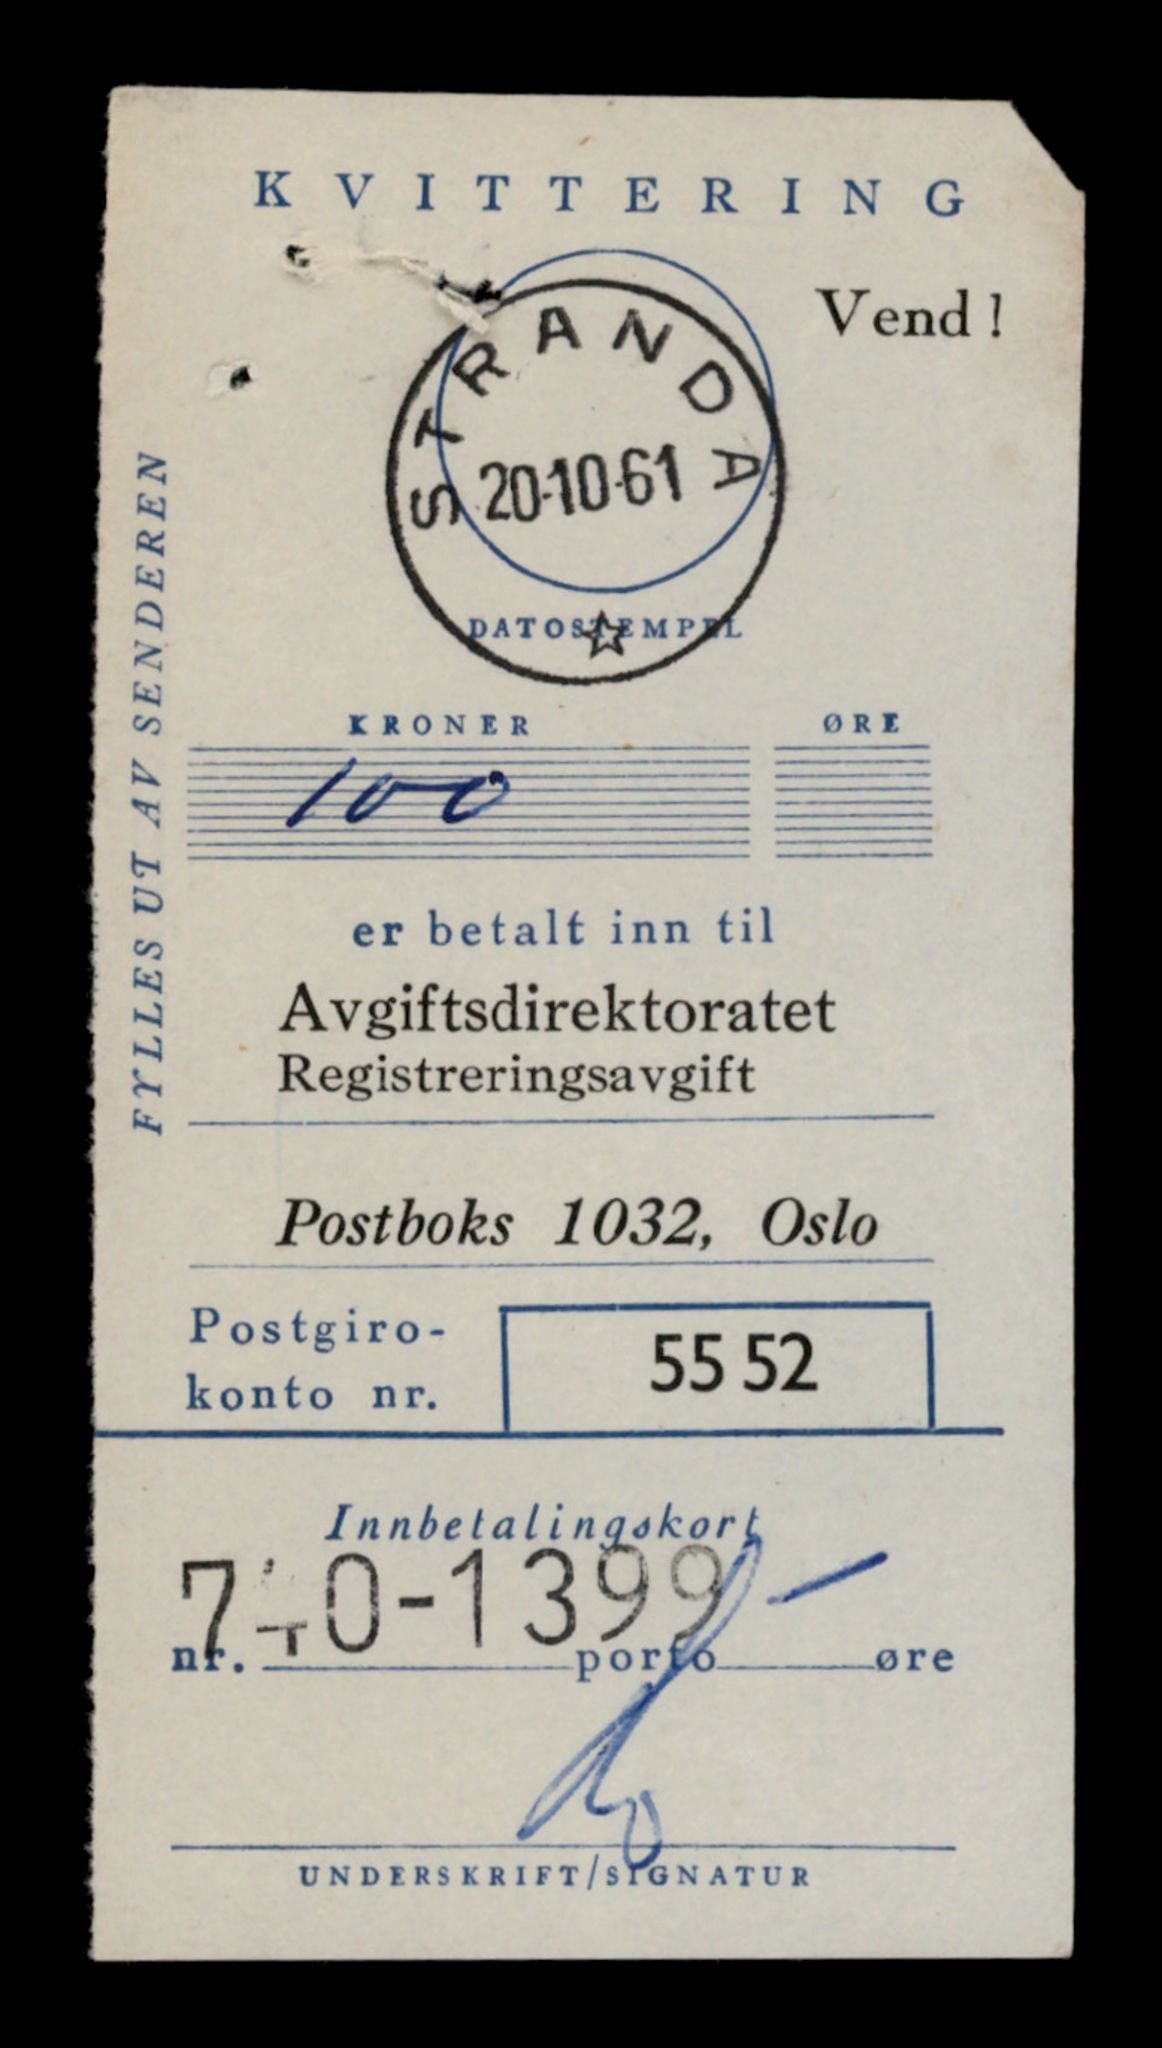 KVITTERING
Vend!
STRANDA
20-10-61
DATOSTEMPEL
FYLLES UT AV SENDEREN
KRONER ØRE
100
er betalt inn til
Avgiftsdirektoratet
Registreringsavgift
Postboks 1032, Oslo
Postgiro-
konto nr.
55 52
Innbetalingskort
740-1399 –
nr. porto øre
UNDERSKRIFT/SIGNATUR